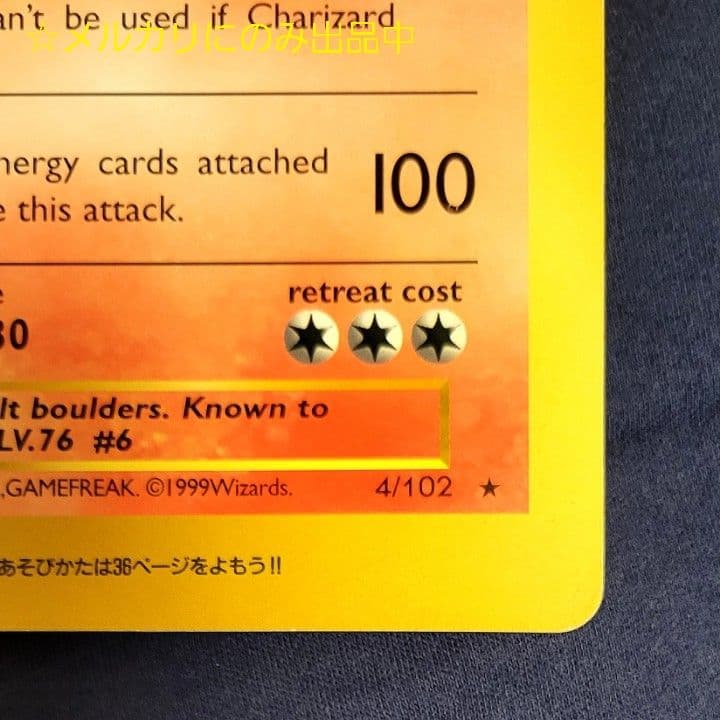 an't be used if Charizard
☆メルカリにのみ出品中
nergy cards attached
e this attack.
100
e
retreat cost
30
lt boulders. Known to
LV.76 #6
,GAMEFREAK. ©1999Wizards.
4/102 ★
あそびかたは36ページをよもう!!